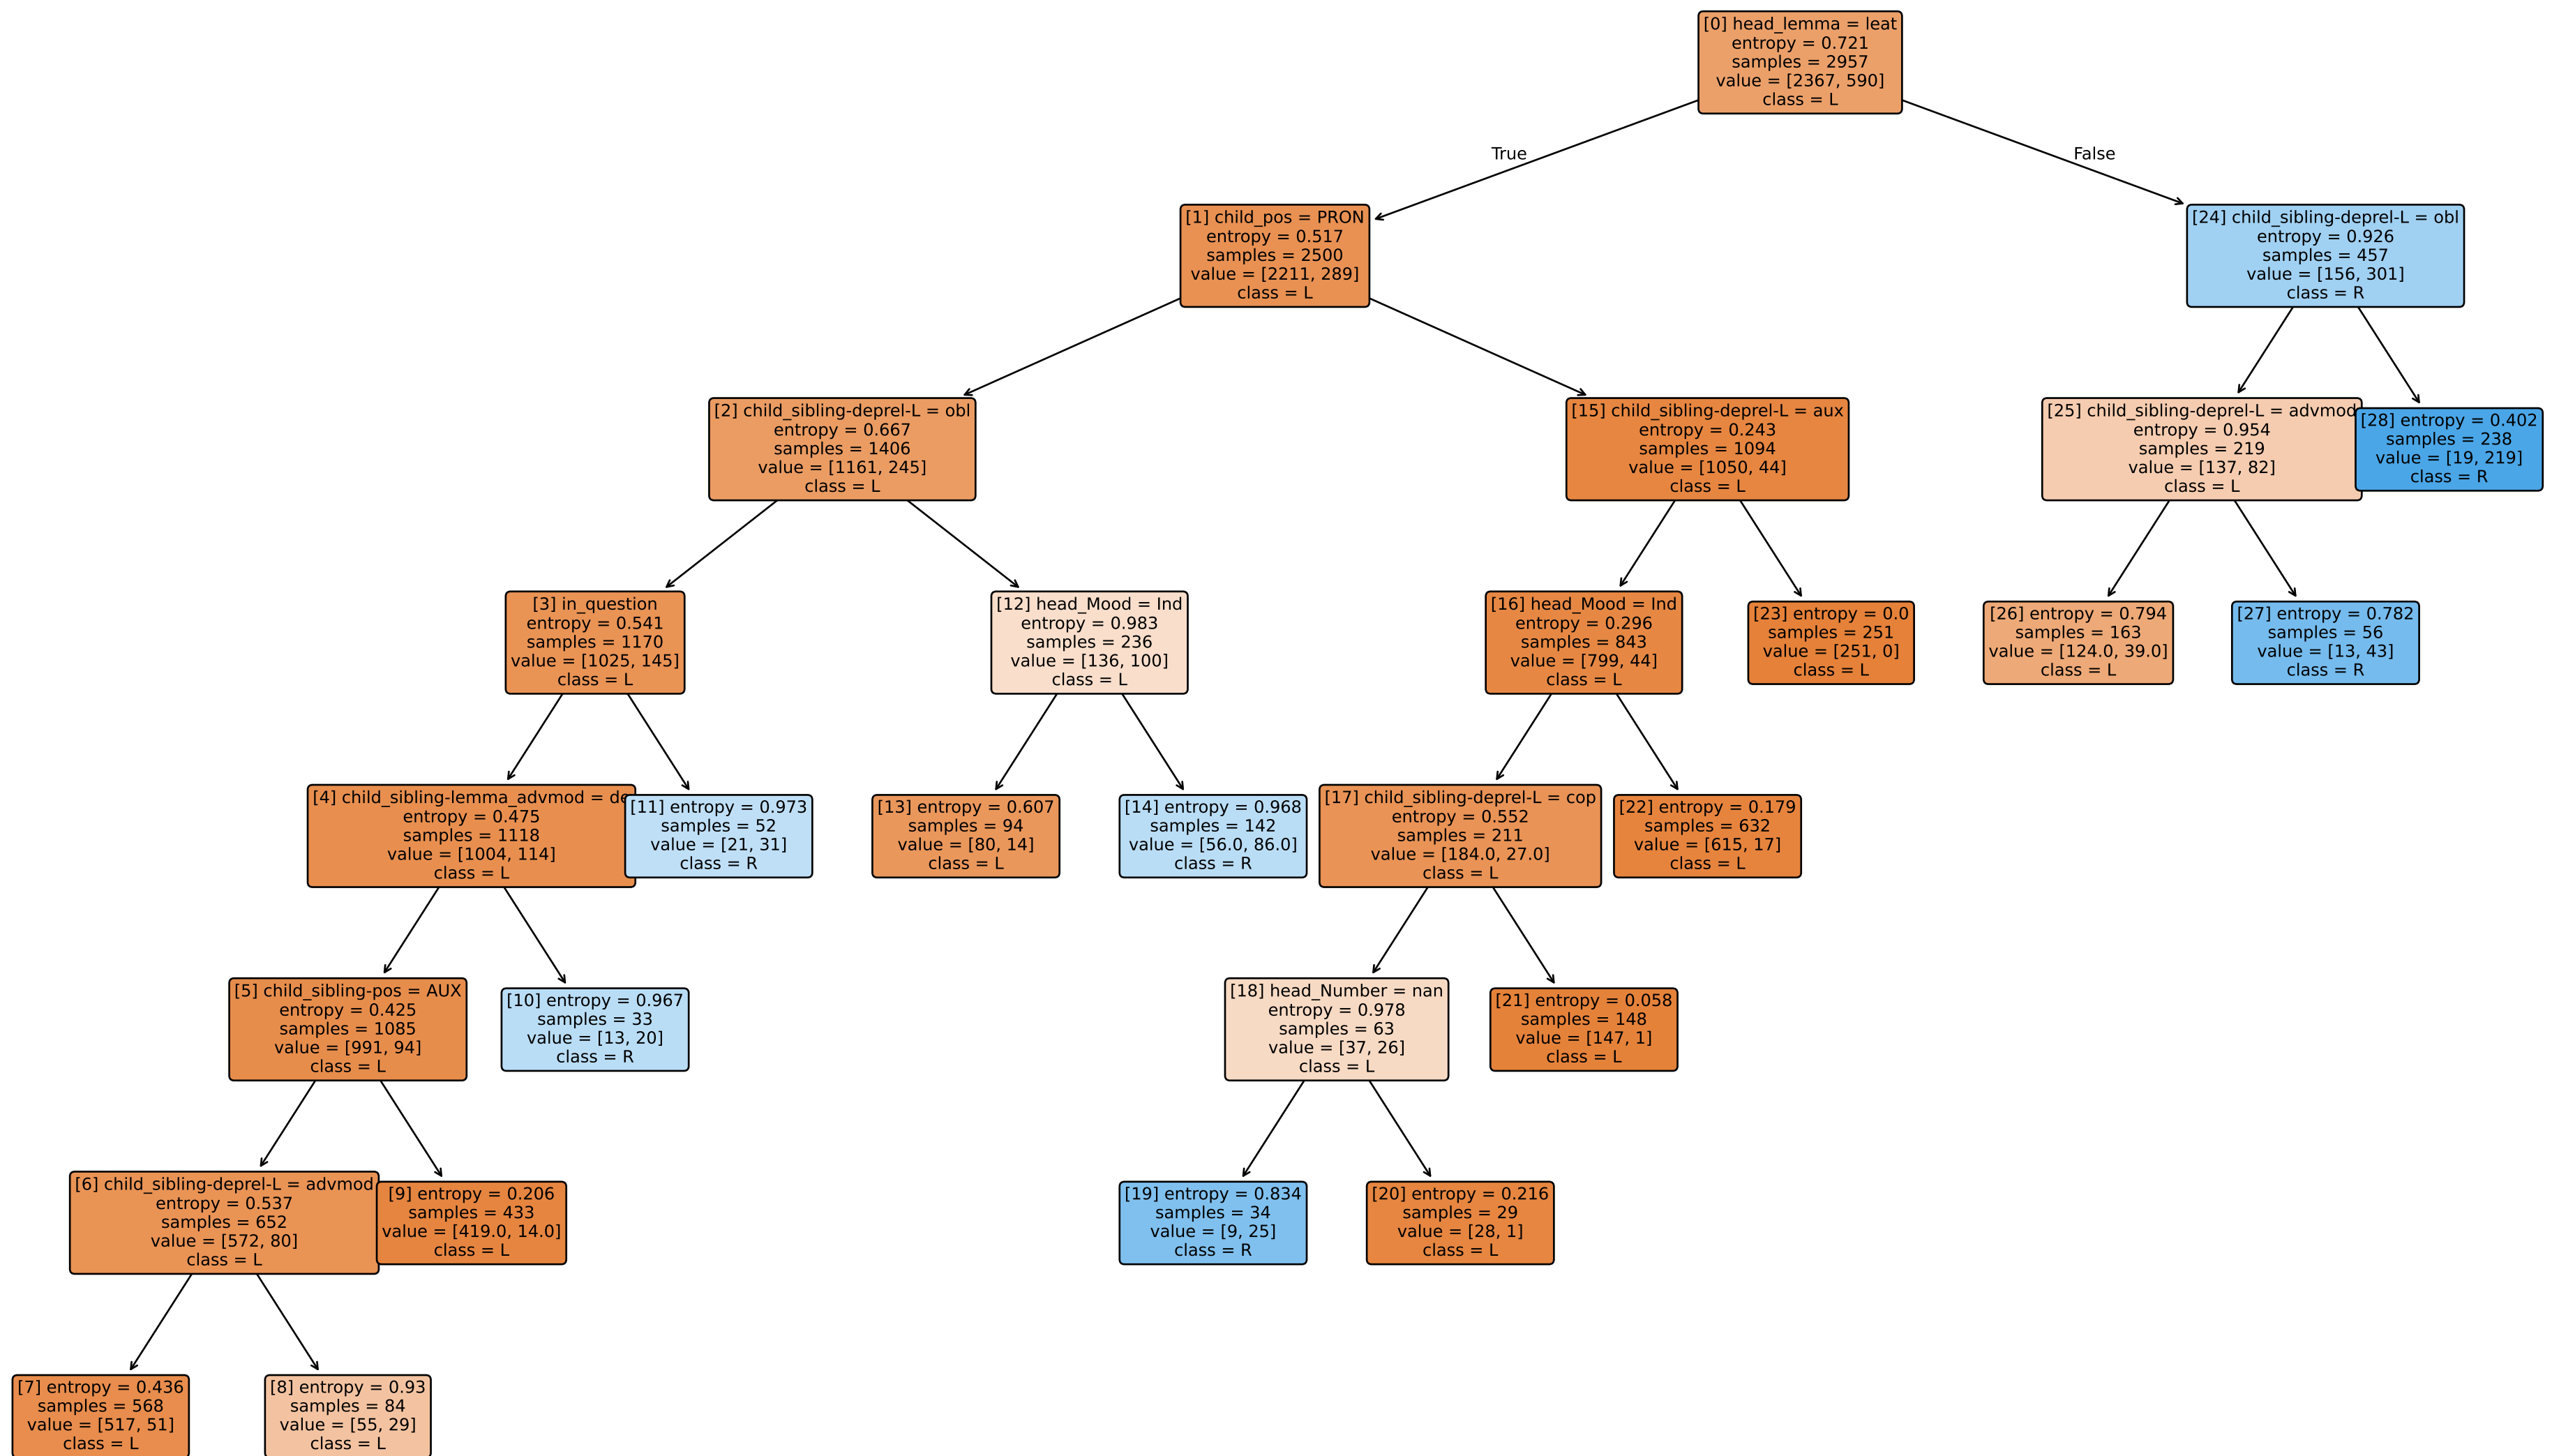 [0] head_lemma = leat
entropy = 0.721
samples = 2957
value = [2367, 590]
class = L
True
False
[1] child_pos = PRON
entropy = 0.517
samples = 2500
value = [2211, 289]
class = L
[24] child_sibling-deprel-L = obl
entropy = 0.926
samples = 457
value = [156, 301]
class = R
[2] child_sibling-deprel-L = obl
entropy = 0.667
samples = 1406
value = [1161, 245]
class = L
[15] child_sibling-deprel-L = aux
entropy = 0.243
samples = 1094
value = [1050, 44]
class = L
[25] child_sibling-deprel-L = advmod
entropy = 0.954
samples = 219
value = [137, 82]
class = L
[28] entropy = 0.402
samples = 238
value = [19, 219]
class = R
[3] in_question
entropy = 0.541
samples = 1170
value = [1025, 145]
class = L
[12] head_Mood = Ind
entropy = 0.983
samples = 236
value = [136, 100]
class = L
[16] head_Mood = Ind
entropy = 0.296
samples = 843
value = [799, 44]
class = L
[23] entropy = 0.0
samples = 251
value = [251, 0]
class = L
[26] entropy = 0.794
samples = 163
value = [124.0, 39.0]
class = L
[27] entropy = 0.782
samples = 56
value = [13, 43]
class = R
[4] child_sibling-lemma_advmod =
entropy = 0.475
samples = 1118
value = [1004, 114]
class = L
[11] entropy = 0.973
samples = 52
value = [21, 31]
class = R
[13] entropy = 0.607
samples = 94
value = [80, 14]
class = L
[14] entropy = 0.968
samples = 142
value = [56.0, 86.0]
class = R
[17] child_sibling-deprel-L = cop
entropy = 0.552
samples = 211
value = [184.0, 27.0]
class = L
[22] entropy = 0.179
samples = 632
value = [615, 17]
class = L
[5] child_sibling-pos = AUX
entropy = 0.425
samples = 1085
value = [991, 94]
class = L
[10] entropy = 0.967
samples = 33
value = [13, 20]
class = R
[18] head_Number = nan
entropy = 0.978
samples = 63
value = [37, 26]
class = L
[21] entropy = 0.058
samples = 148
value = [147, 1]
class = L
[6] child_sibling-deprel-L = advmod
entropy = 0.537
samples = 652
value = [572, 80]
class = L
[9] entropy = 0.206
samples = 433
value = [419.0, 14.0]
class = L
[19] entropy = 0.834
samples = 34
value = [9, 25]
class = R
[20] entropy = 0.216
samples = 29
value = [28, 1]
class = L
[7] entropy = 0.436
samples = 568
value = [517, 51]
class = L
[8] entropy = 0.93
samples = 84
value = [55, 29]
class = L